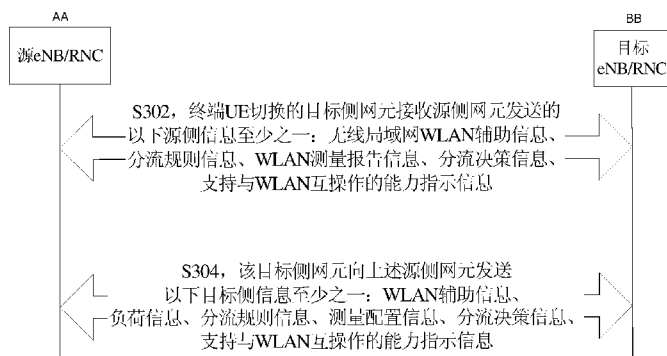 AA
BB
源eNB/RNC
目标
eNB/RNC
S302，终端UE切换的目标侧网元接收源侧网元发送的
以下源侧信息至少之一：无线局域网WLAN辅助信息、
分流规则信息、WLAN测量报告信息、分流决策信息、
支持与WLAN互操作的能力指示信息
S304，该目标侧网元向上述源侧网元发送
以下目标侧信息至少之一：WLAN辅助信息、
负荷信息、分流规则信息、测量配置信息、分流决策信息、
支持与WLAN互操作的能力指示信息